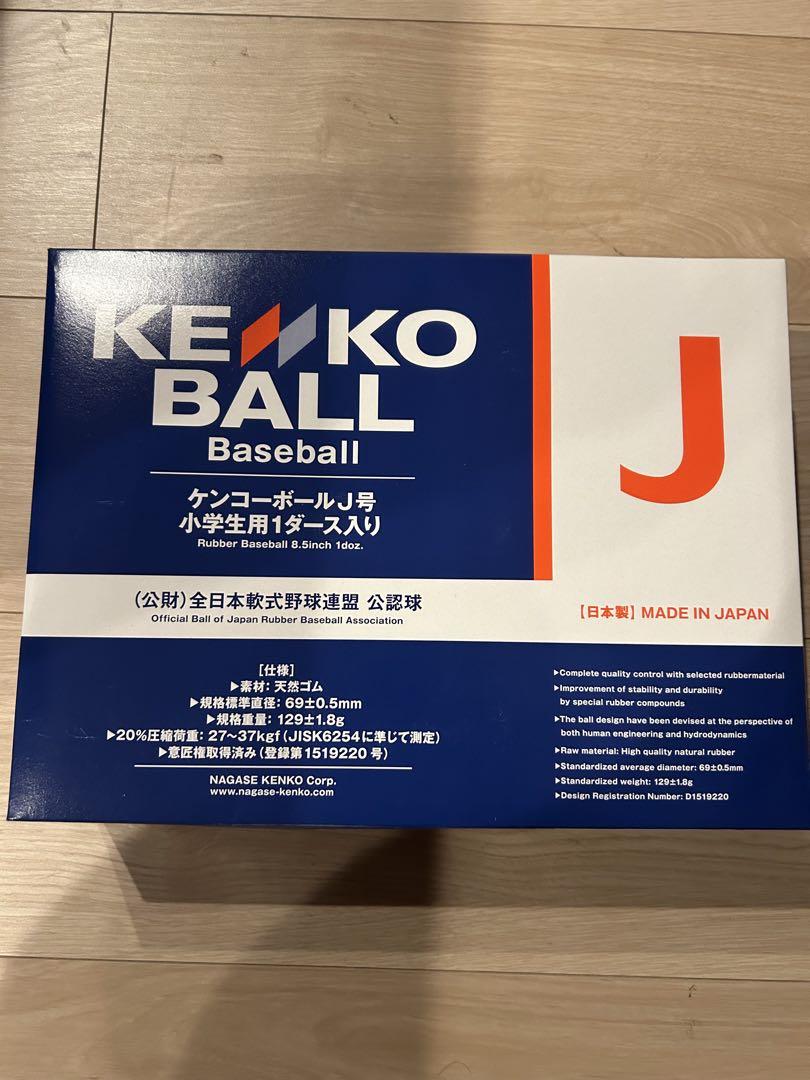 KENKO
BALL
Baseball
ケンコーボールJ号
小学生用1ダース入り
Rubber Baseball 8.5inch 1doz.
J
(公財)全日本軟式野球連盟 公認球
Official Ball of Japan Rubber Baseball Association
【日本製】MADE IN JAPAN
[仕様]
▶素材: 天然ゴム
▶規格標準直径: 69±0.5mm
▶規格重量: 129±1.8g
▶20%圧縮荷重: 27〜37kgf(JISK6254に準じて測定)
▶意匠権取得済み(登録第1519220号)
NAGASE KENKO Corp.
www.nagase-kenko.com
▶Complete quality control with selected rubbermaterial
▶Improvement of stability and durability
by special rubber compounds
▶The ball design have been devised at the perspective of
both human engineering and hydrodynamics
▶Raw material: High quality natural rubber
▶Standardized average diameter: 69±0.5mm
▶Standardized weight: 129±1.8g
▶Design Registration Number: D1519220